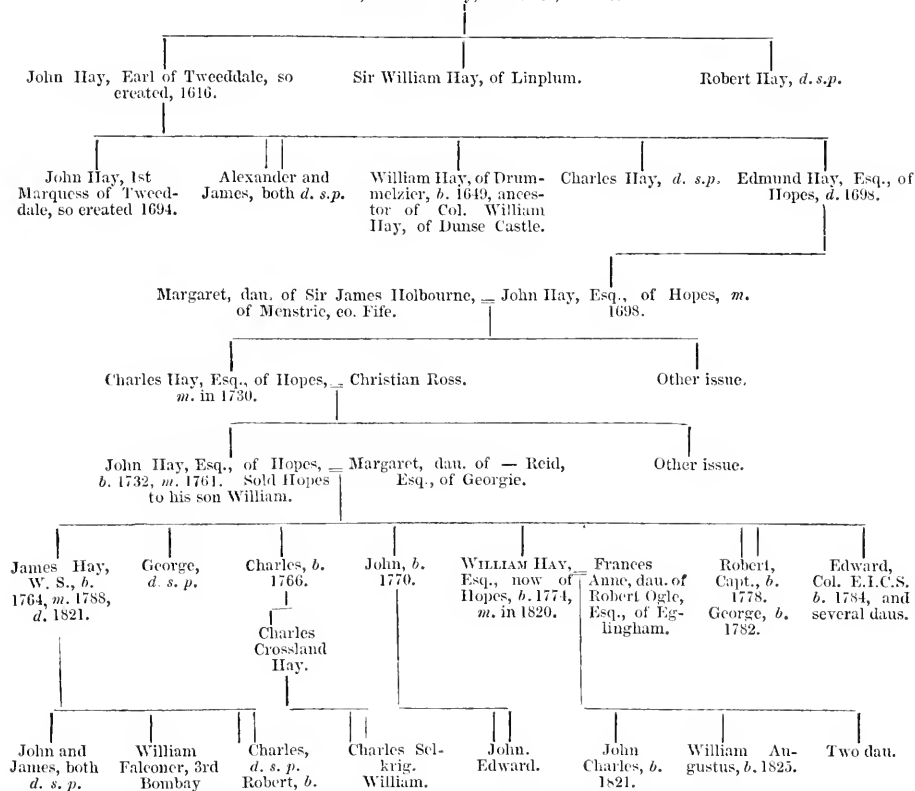 John Hay, Earl of Tweeddale, so
created, 1616.
Sir William Hay, of Linplum.
Robert Hay, d. s.p.
John Hay, 1st
Marquess of Tweed-
dale, so created 1694.
Alexander and
James, both d. s.p.
William Hay, of Drum-
melzier, b. 1649, ances-
tor of Col. William
Hay, of Dunse Castle.
Charles Hay, d. s.p.
Edmund Hay, Esq., of
Hopes, d. 1698.
Margaret, dau. of Sir James Holbourne, = John Hay, Esq., of Hopes, m.
of Menstric, co. Fife.
1698.
Charles Hay, Esq., of Hopes, = Christian Ross.
m. in 1730.
Other issue.
John Hay, Esq., of Hopes, = Margaret, dau. of — Reid,
b. 1732, m. 1761. Sold Hopes
to his son William.
Esq., of Georgie.
Other issue.
James Hay,
W. S., b.
1764, m. 1788,
d. 1821.
George,
d. s. p.
Charles, b.
1766.
Charles
Crossland
Hay.
John, b.
1770.
WILLIAM HAY, =
Esq., now of
Hopes, b. 1774,
m. in 1820.
Frances
Anne, dau. of
Robert Ogle,
Esq., of Eg-
lingham.
Robert,
Capt., b.
1778.
George, b.
1782.
Edward,
Col. E.I.C.S.
b. 1784, and
several daus.
John and
James, both
d. s. p.
William
Falconer, 3rd
Bombay
Charles,
d. s. p.
Robert, b.
Charles Sel-
krig.
William.
John.
Edward.
John
Charles, b.
1821.
William Au-
gustus, b. 1825.
Two dau.